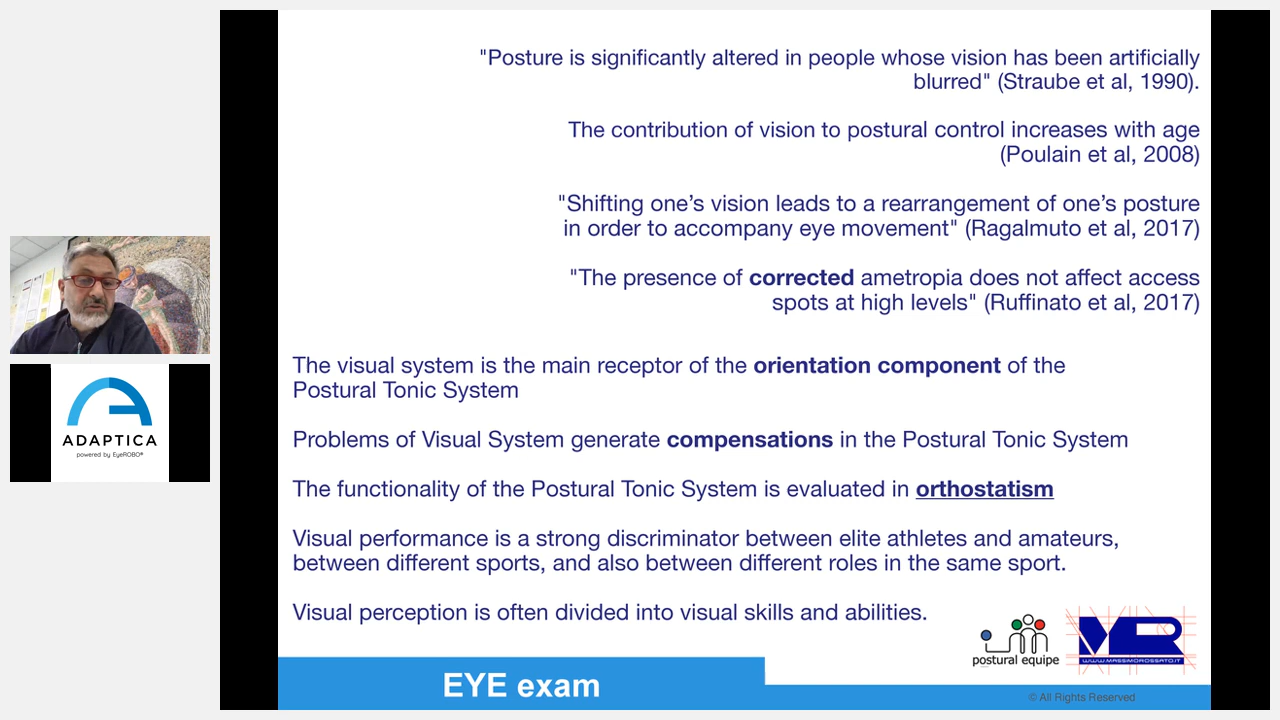 "Posture is significantly altered in people whose vision has been artificially
blurred" (Straube et al, 1990).
The contribution of vision to postural control increases with age
(Poulain et al, 2008)
"Shifting one’s vision leads to a rearrangement of one’s posture
in order to accompany eye movement" (Ragalmuto et al, 2017)
"The presence of corrected ametropia does not affect access
spots at high levels" (Ruffinato et al, 2017)
The visual system is the main receptor of the orientation component of the
Postural Tonic System
Problems of Visual System generate compensations in the Postural Tonic System
The functionality of the Postural Tonic System is evaluated in orthostatism
Visual performance is a strong discriminator between elite athletes and amateurs,
between different sports, and also between different roles in the same sport.
Visual perception is often divided into visual skills and abilities.
postural equipe
MR
WWW.MASSIMOROSSATO.IT
EYE exam
© All Rights Reserved
ADAPTICA
powered by EyeROBO®